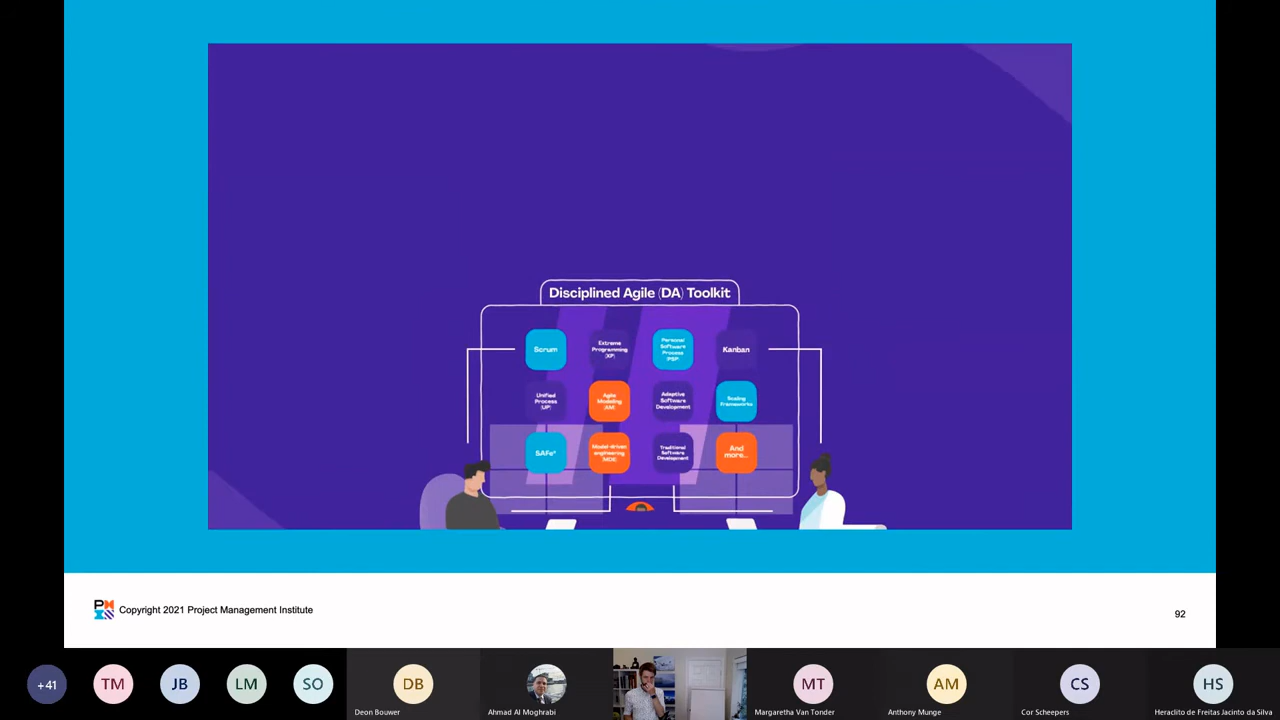 Disciplined Agile (DA) Toolkit
Scrum
Extreme
Programming
(XP)
Personal
Software
Process
(PSP)
Kanban
Unified
Process
(UP)
Agile
Modeling
(AM)
Adaptive
Software
Development
Scaling
Frameworks
SAFe®
Model-driven
engineering
(MDE)
Traditional
Software
Development
And
more...
Copyright 2021 Project Management Institute
92
+41
TM
JB
LM
SO
DB
Deon Bouwer
Ahmad Al Moghrabi
MT
Margaretha Van Tonder
AM
Anthony Munge
CS
Cor Scheepers
HS
Heraclito de Freitas Jacinto da Silva